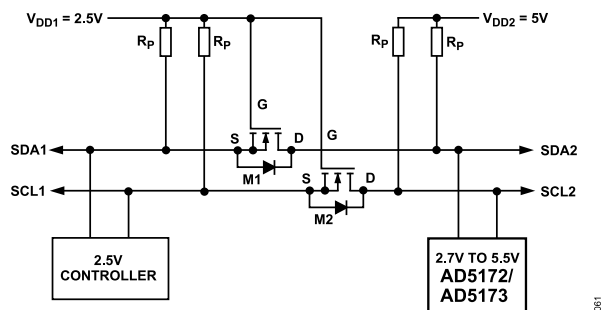 VDD1 = 2.5V
RP
RP
RP
RP
VDD2 = 5V
G
S
D
G
SDA1
SDA2
M1
S
D
SCL1
SCL2
M2
2.5V
CONTROLLER
2.7V TO 5.5V
AD5172/
AD5173
061